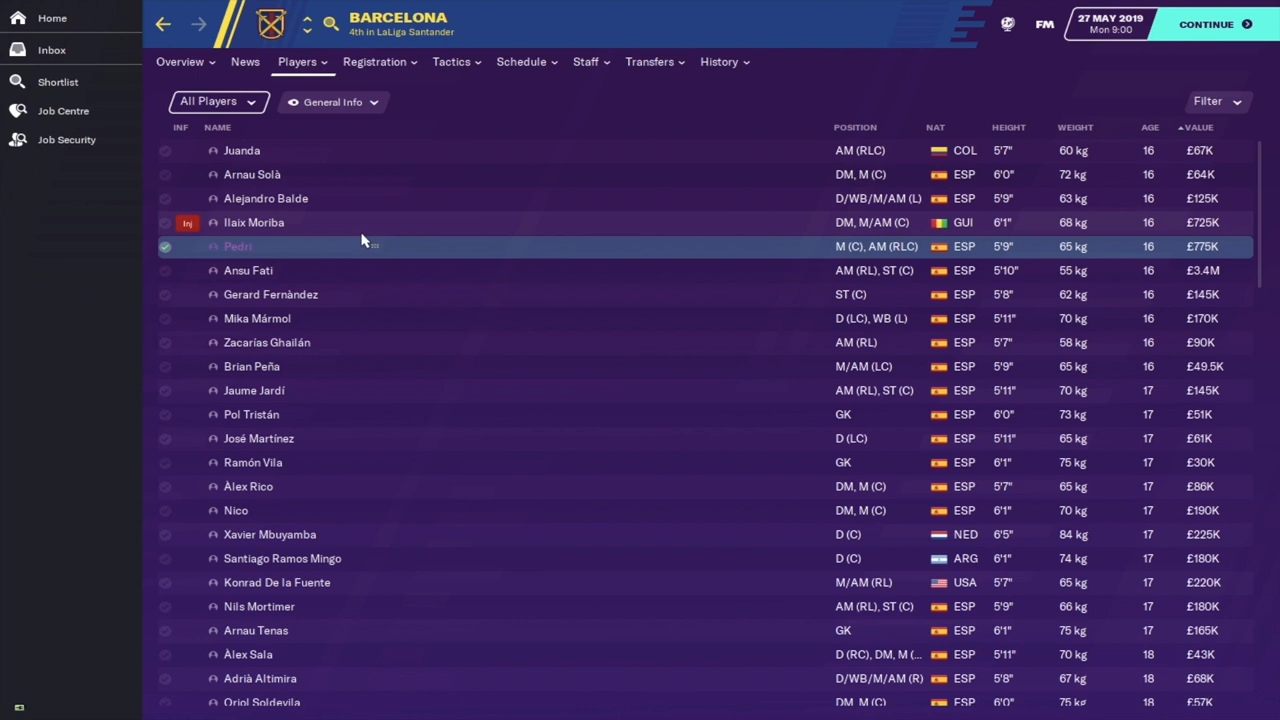 Home
Inbox
Shortlist
Job Centre
Job Security
BARCELONA
4th in LaLiga Santander
FM
27 MAY 2019
Mon 9:00
CONTINUE
Overview News Players Registration Tactics Schedule Staff Transfers History
All Players General Info Filter
INF NAME POSITION NAT HEIGHT WEIGHT AGE VALUE
Juanda AM (RLC) COL 5'7" 60 kg 16 £67K
Arnau Solà DM, M (C) ESP 6'0" 72 kg 16 £64K
Alejandro Balde D/WB/M/AM (L) ESP 5'9" 63 kg 16 £125K
Inj Ilaix Moriba DM, M/AM (C) GUI 6'1" 68 kg 16 £725K
Pedri M (C), AM (RLC) ESP 5'9" 65 kg 16 £775K
Ansu Fati AM (RL), ST (C) ESP 5'10" 55 kg 16 £3.4M
Gerard Fernàndez ST (C) ESP 5'8" 62 kg 16 £145K
Mika Mármol D (LC), WB (L) ESP 5'11" 70 kg 16 £170K
Zacarías Ghailán AM (RL) ESP 5'7" 58 kg 16 £90K
Brian Peña M/AM (LC) ESP 5'9" 65 kg 16 £49.5K
Jaume Jardí AM (RL), ST (C) ESP 5'11" 70 kg 17 £145K
Pol Tristán GK ESP 6'0" 73 kg 17 £51K
José Martínez D (LC) ESP 5'11" 65 kg 17 £61K
Ramón Vila GK ESP 6'1" 75 kg 17 £30K
Àlex Rico DM, M (C) ESP 5'7" 65 kg 17 £86K
Nico DM, M (C) ESP 6'1" 70 kg 17 £190K
Xavier Mbuyamba D (C) NED 6'5" 84 kg 17 £225K
Santiago Ramos Mingo D (C) ARG 6'1" 74 kg 17 £180K
Konrad De la Fuente M/AM (RL) USA 5'7" 65 kg 17 £220K
Nils Mortimer AM (RL), ST (C) ESP 5'9" 66 kg 17 £180K
Arnau Tenas GK ESP 6'1" 75 kg 17 £165K
Àlex Sala D (RC), DM, M (... ESP 5'11" 70 kg 18 £43K
Adrià Altimira D/WB/M/AM (R) ESP 5'8" 67 kg 18 £68K
Oriol Soldevila DM, M (C) ESP 6'0" 75 kg 18 £57K